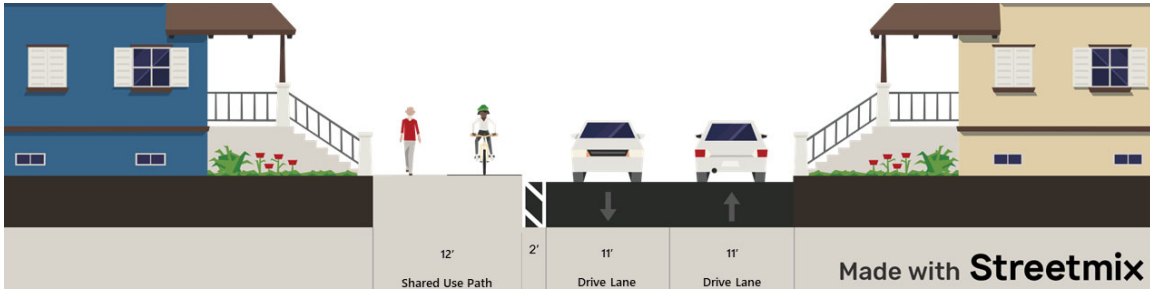 12'
2'
11'
11'
Shared Use Path
Drive Lane
Drive Lane
Made with Streetmix